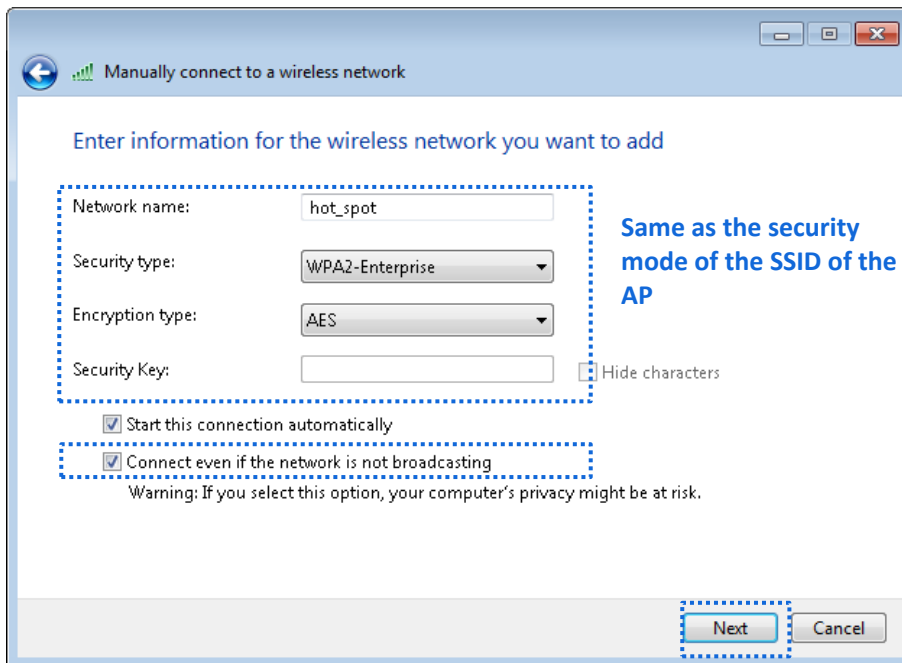 Manually connect to a wireless network
Enter information for the wireless network you want to add
Network name:
hot_spot
Same as the security
mode of the SSID of the
AP
Security type:
WPA2-Enterprise
Encryption type:
AES
Security Key:
Hide characters
Start this connection automatically
Connect even if the network is not broadcasting
Warning: If you select this option, your computer's privacy might be at risk.
Next
Cancel